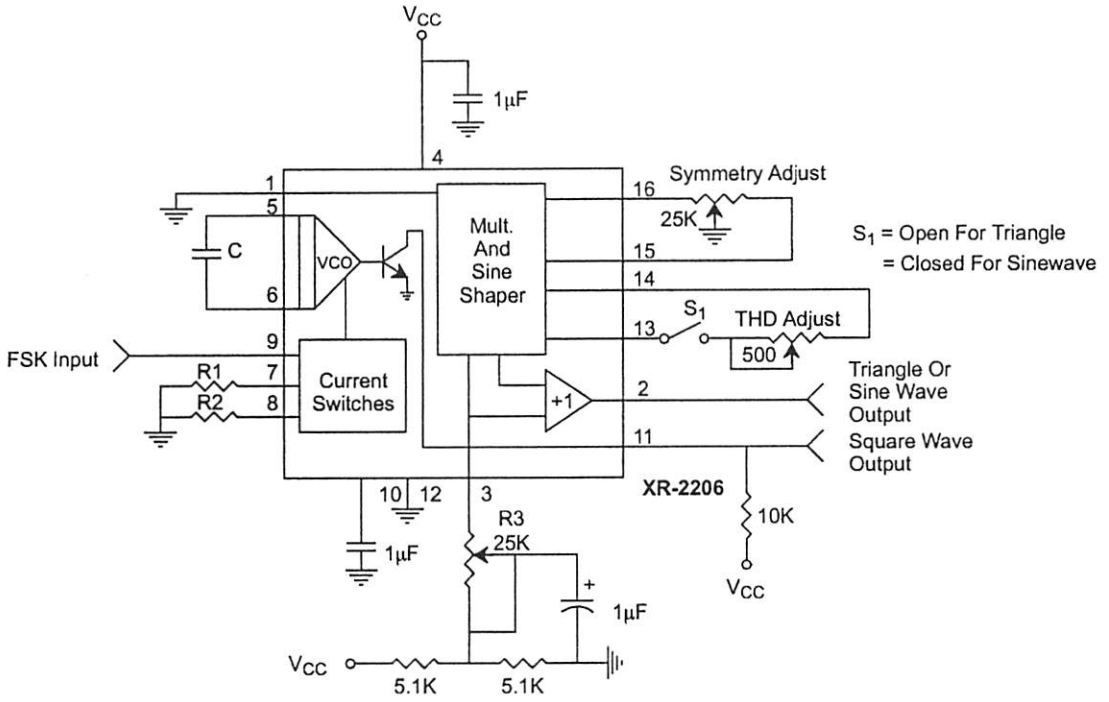 VCC
1µF
4
1
16
Symmetry Adjust
25K
5
Mult.
And
Sine
Shaper
S1 = Open For Triangle
= Closed For Sinewave
C
VCO
15
14
6
S1
13
THD Adjust
500
FSK Input
9
R1
7
R2
8
Current
Switches
+1
2
Triangle Or
Sine Wave
Output
11
Square Wave
Output
10
12
3
XR-2206
R3
25K
10K
1µF
VCC
+
1µF
VCC
5.1K
5.1K